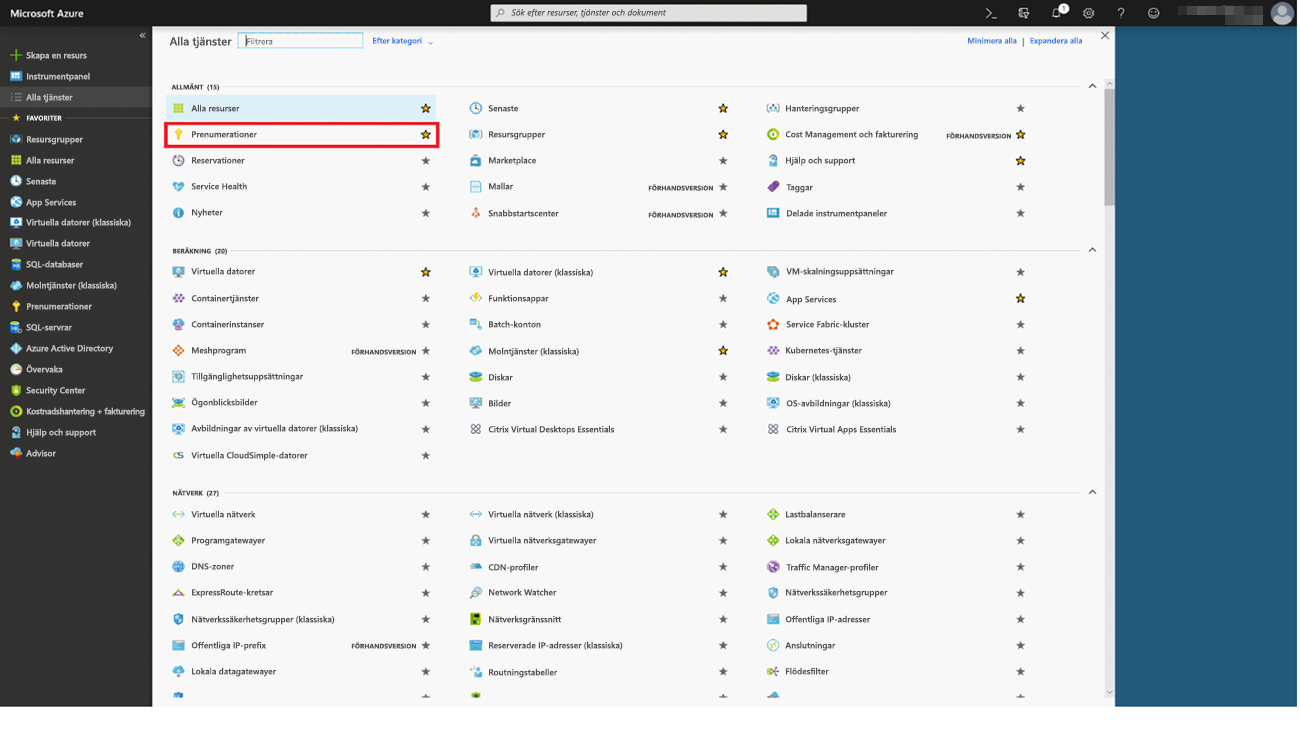 Microsoft Azure
Sök efter resurser, tjänster och dokument
1
Skapa en resurs
Instrumentpanel
Alla tjänster
FAVORITER
Resursgrupper
Alla resurser
Senaste
App Services
Virtuella datorer (klassiska)
Virtuella datorer
SQL-databaser
Molntjänster (klassiska)
Prenumerationer
SQL-servrar
Azure Active Directory
Övervaka
Security Center
Kostnadshantering + fakturering
Hjälp och support
Advisor
Alla tjänster Filtrera Efter kategori Minimera alla | Expandera alla
ALLMÄNT (15)
Alla resurser Senaste Hanteringsgrupper
Prenumerationer Resursgrupper Cost Management och fakturering FÖRHANDSVERSION
Reservationer Marketplace Hjälp och support
Service Health Mallar FÖRHANDSVERSION Taggar
Nyheter Snabbstartscenter FÖRHANDSVERSION Delade instrumentpaneler
BERÄKNING (20)
Virtuella datorer Virtuella datorer (klassiska) VM-skalningsuppsättningar
Containertjänster Funktionsappar App Services
Containerinstanser Batch-konton Service Fabric-kluster
Meshprogram FÖRHANDSVERSION Molntjänster (klassiska) Kubernetes-tjänster
Tillgänglighetsuppsättningar Diskar Diskar (klassiska)
Ögonblicksbilder Bilder OS-avbildningar (klassiska)
Avbildningar av virtuella datorer (klassiska) Citrix Virtual Desktops Essentials Citrix Virtual Apps Essentials
CS Virtuella CloudSimple-datorer
NÄTVERK (27)
Virtuella nätverk Virtuella nätverk (klassiska) Lastbalanserare
Programgatewayer Virtuella nätverksgatewayer Lokala nätverksgatewayer
DNS-zoner CDN-profiler Traffic Manager-profiler
ExpressRoute-kretsar Network Watcher Nätverkssäkerhetsgrupper
Nätverkssäkerhetsgrupper (klassiska) Nätverksgränssnitt Offentliga IP-adresser
Offentliga IP-prefix FÖRHANDSVERSION Reserverade IP-adresser (klassiska) Anslutningar
Lokala datagatewayer Routningstabeller Flödesfilter